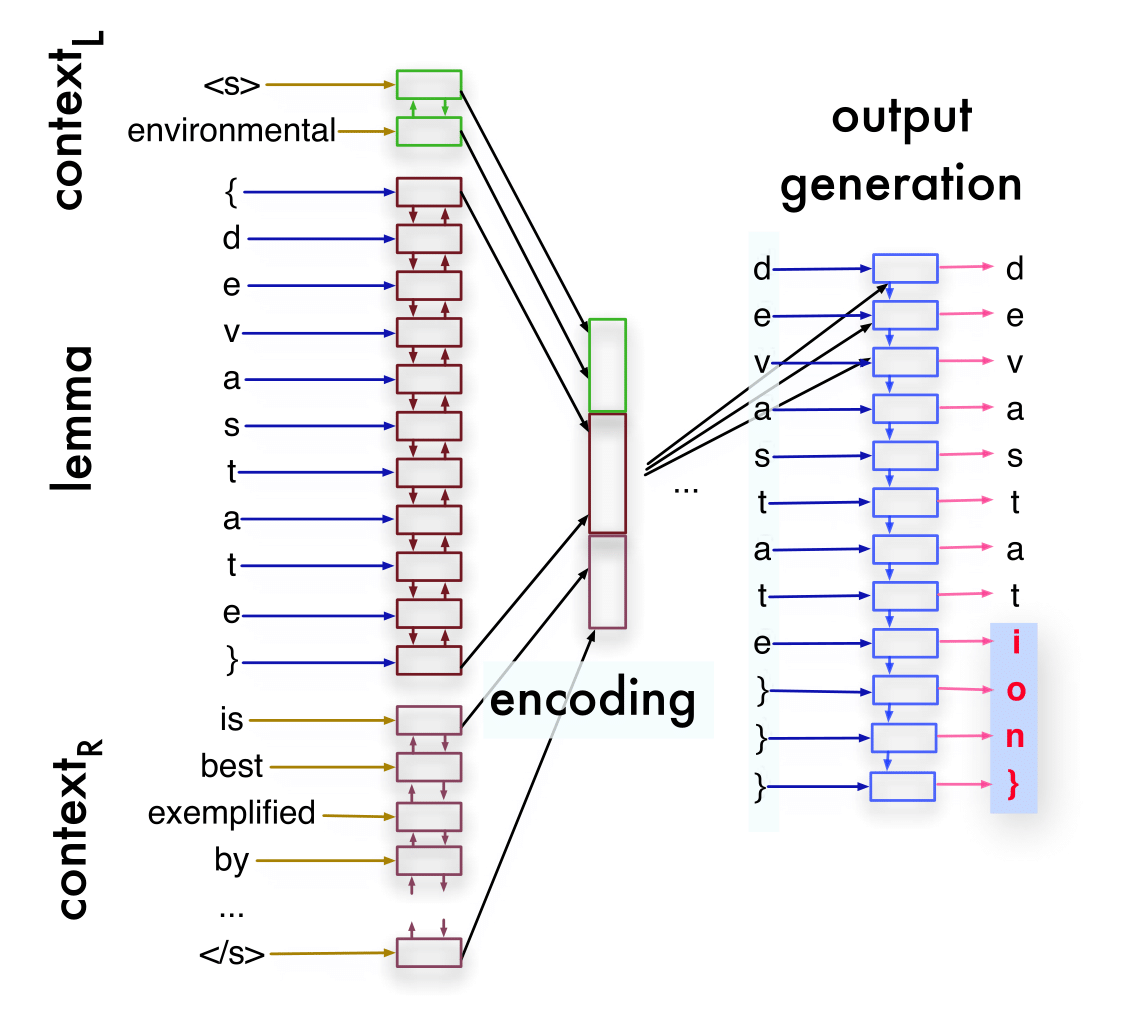 context_L
<s>
environmental
lemma
{
d
e
v
a
s
t
a
t
e
}
context_R
is
best
exemplified
by
...
</s>
encoding
...
output
generation
d d
e e
v v
a a
s s
t t
a a
t t
e i
} o
} n
} }